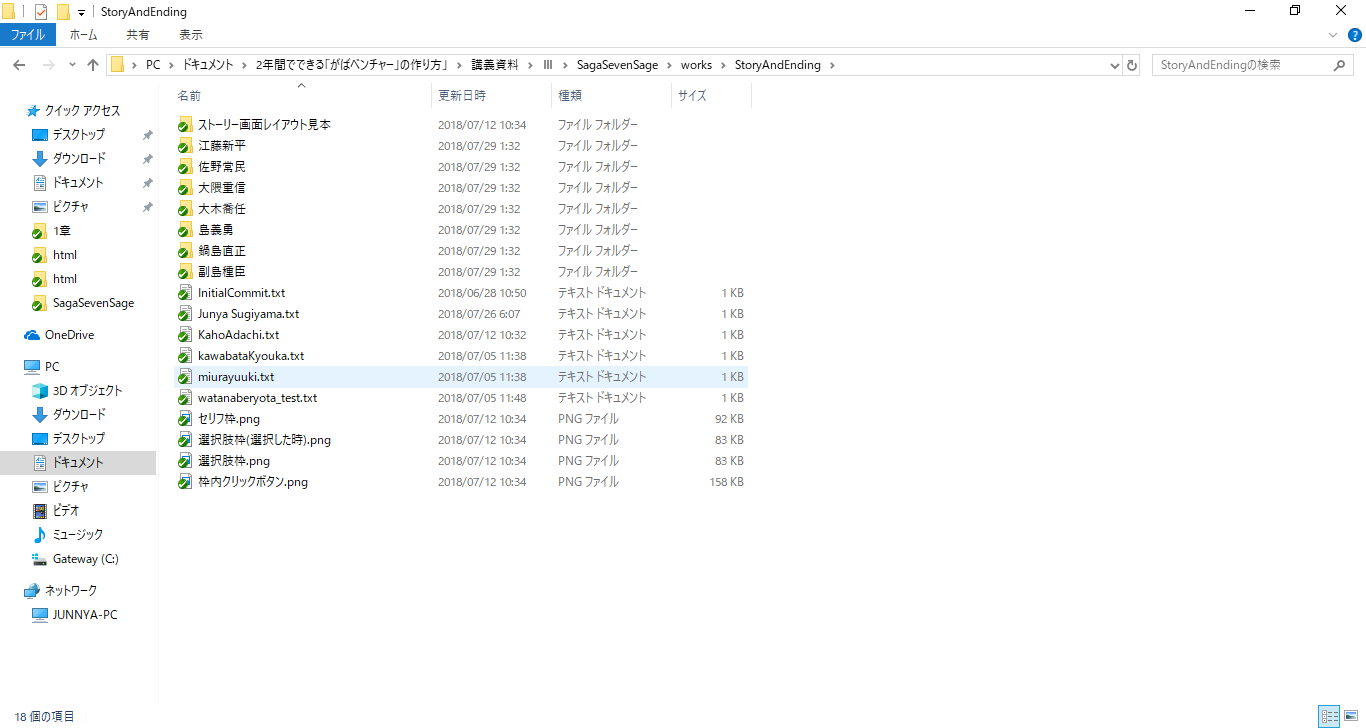 StoryAndEnding
ファイル ホーム 共有 表示
PC ドキュメント 2年間でできる「がばベンチャー」の作り方」 講義資料 III SagaSevenSage works StoryAndEnding
StoryAndEndingの検索
名前 更新日時 種類 サイズ
クイック アクセス
デスクトップ
ダウンロード
ドキュメント
ピクチャ
1章
html
html
SagaSevenSage
OneDrive
PC
3D オブジェクト
ダウンロード
デスクトップ
ドキュメント
ピクチャ
ビデオ
ミュージック
Gateway (C:)
ネットワーク
JUNNYA-PC
ストーリー画面レイアウト見本 2018/07/12 10:34 ファイル フォルダー
江藤新平 2018/07/29 1:32 ファイル フォルダー
佐野常民 2018/07/29 1:32 ファイル フォルダー
大隈重信 2018/07/29 1:32 ファイル フォルダー
大木喬任 2018/07/29 1:32 ファイル フォルダー
島義勇 2018/07/29 1:32 ファイル フォルダー
鍋島直正 2018/07/29 1:32 ファイル フォルダー
副島種臣 2018/07/29 1:32 ファイル フォルダー
InitialCommit.txt 2018/06/28 10:50 テキスト ドキュメント 1 KB
Junya Sugiyama.txt 2018/07/26 6:07 テキスト ドキュメント 1 KB
KahoAdachi.txt 2018/07/12 10:32 テキスト ドキュメント 1 KB
kawabataKyouka.txt 2018/07/05 11:38 テキスト ドキュメント 1 KB
miurayuuki.txt 2018/07/05 11:38 テキスト ドキュメント 1 KB
watanaberyota_test.txt 2018/07/05 11:48 テキスト ドキュメント 1 KB
セリフ枠.png 2018/07/12 10:34 PNG ファイル 92 KB
選択肢枠(選択した時).png 2018/07/12 10:34 PNG ファイル 83 KB
選択肢枠.png 2018/07/12 10:34 PNG ファイル 83 KB
枠内クリックボタン.png 2018/07/12 10:34 PNG ファイル 158 KB
18 個の項目